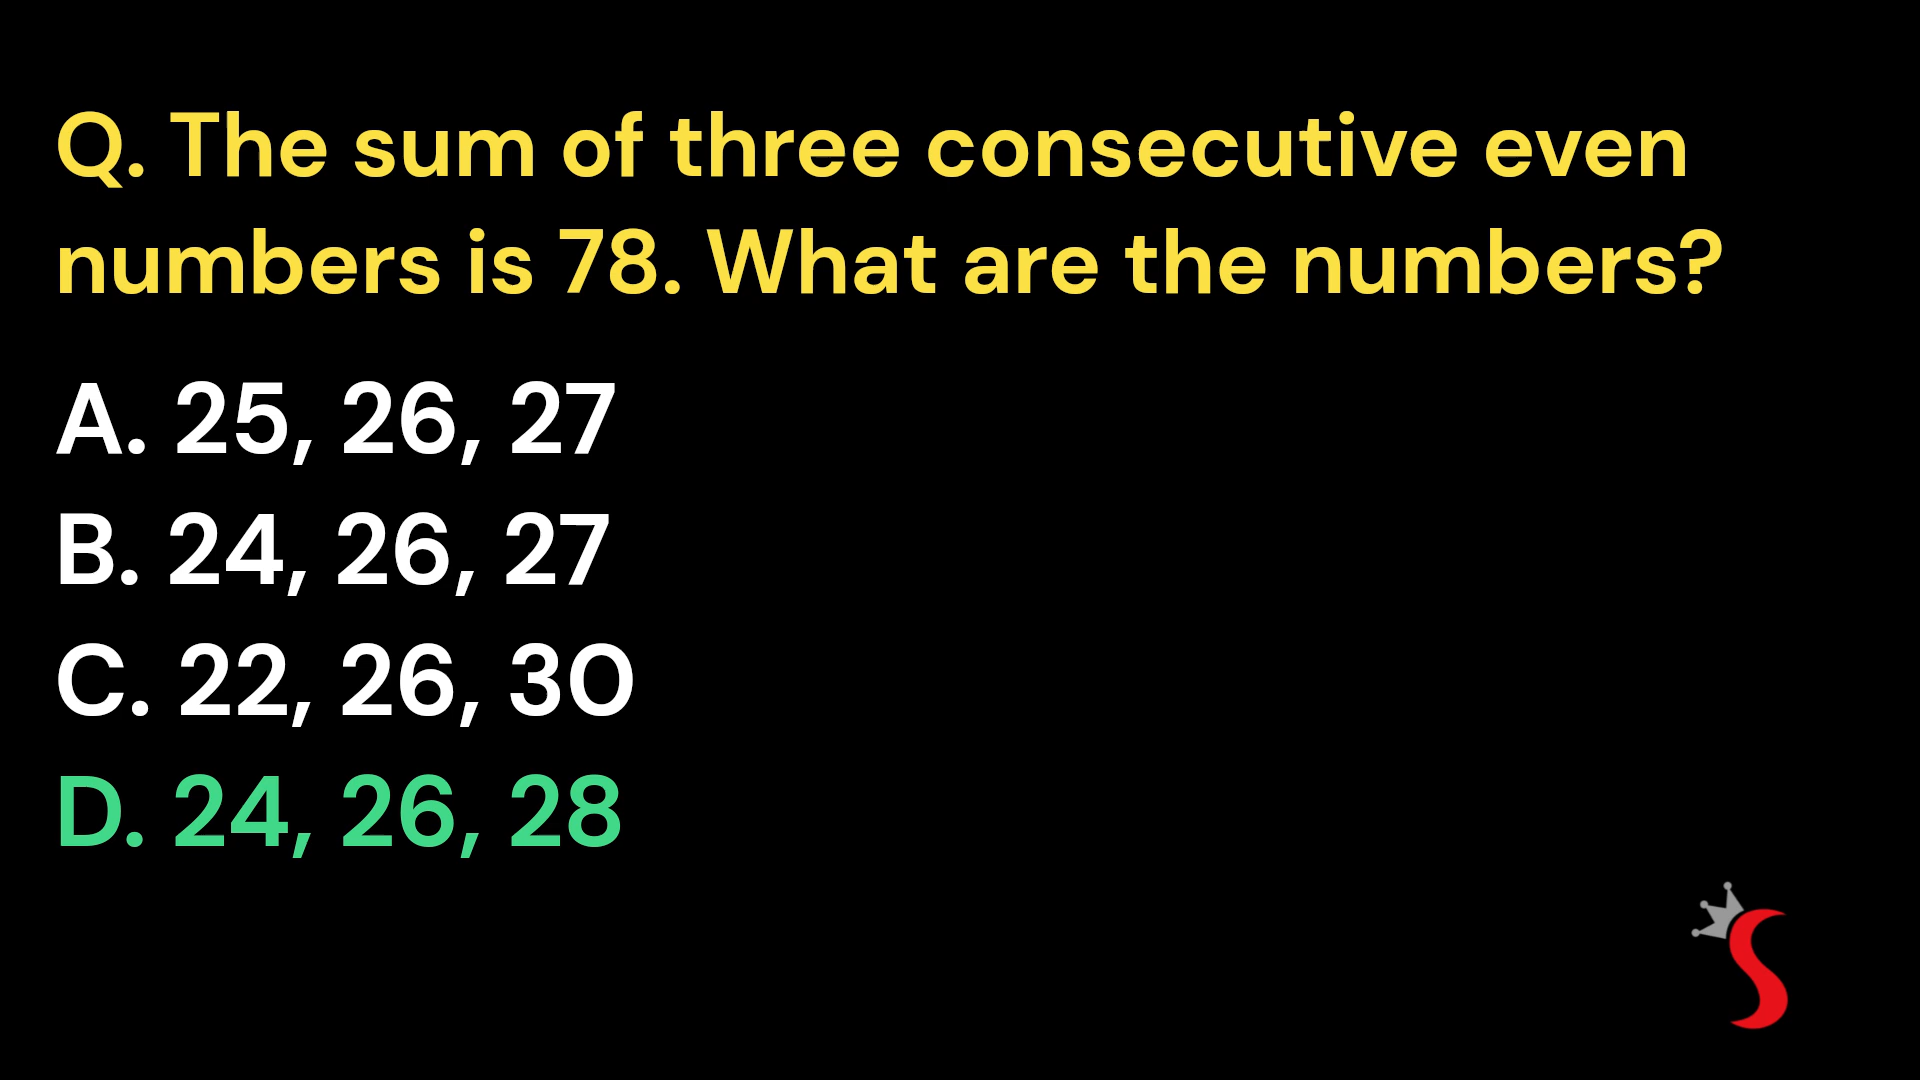 Q. The sum of three consecutive even
numbers is 78. What are the numbers?
A. 25, 26, 27
B. 24, 26, 27
C. 22, 26, 30
D. 24, 26, 28
S